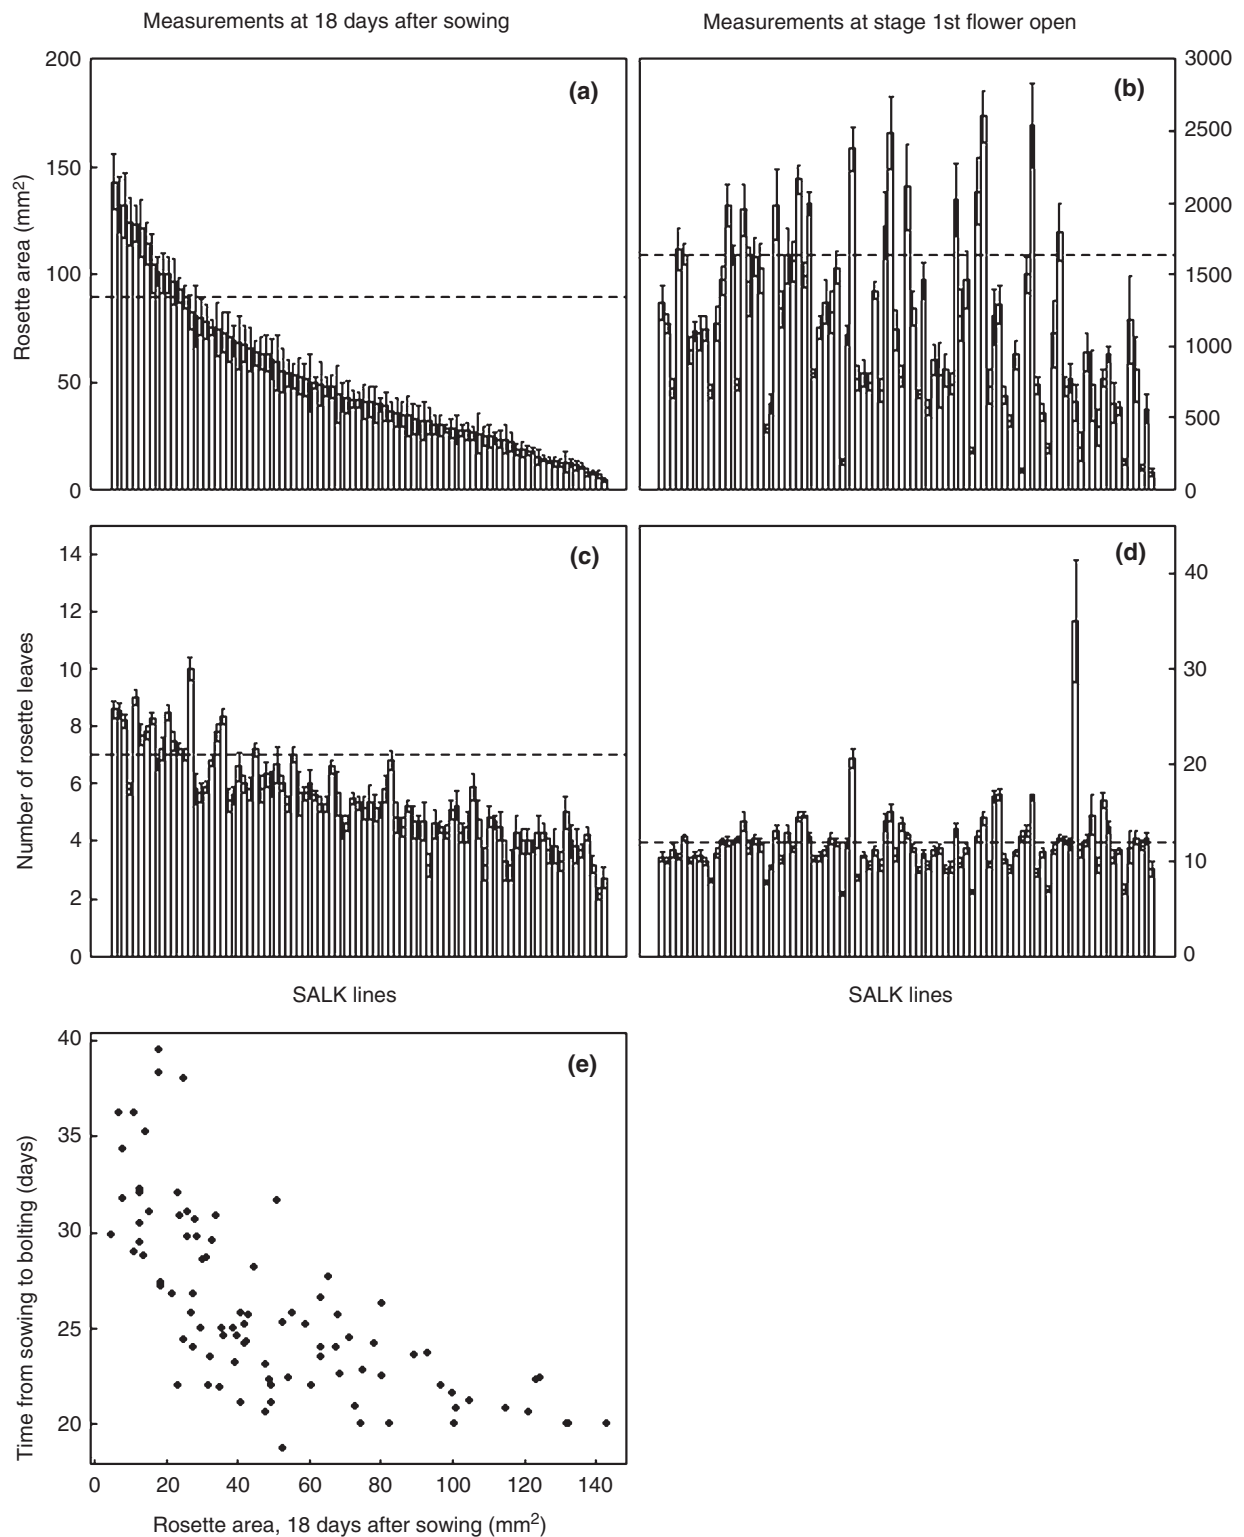 Measurements at 18 days after sowing
Measurements at stage 1st flower open
200
150
100
50
0
Rosette area (mm²)
(a)
3000
2500
2000
1500
1000
500
0
(b)
14
12
10
8
6
4
2
0
Number of rosette leaves
(c)
40
30
20
10
0
(d)
SALK lines
SALK lines
40
35
30
25
20
Time from sowing to bolting (days)
(e)
0 20 40 60 80 100 120 140
Rosette area, 18 days after sowing (mm²)